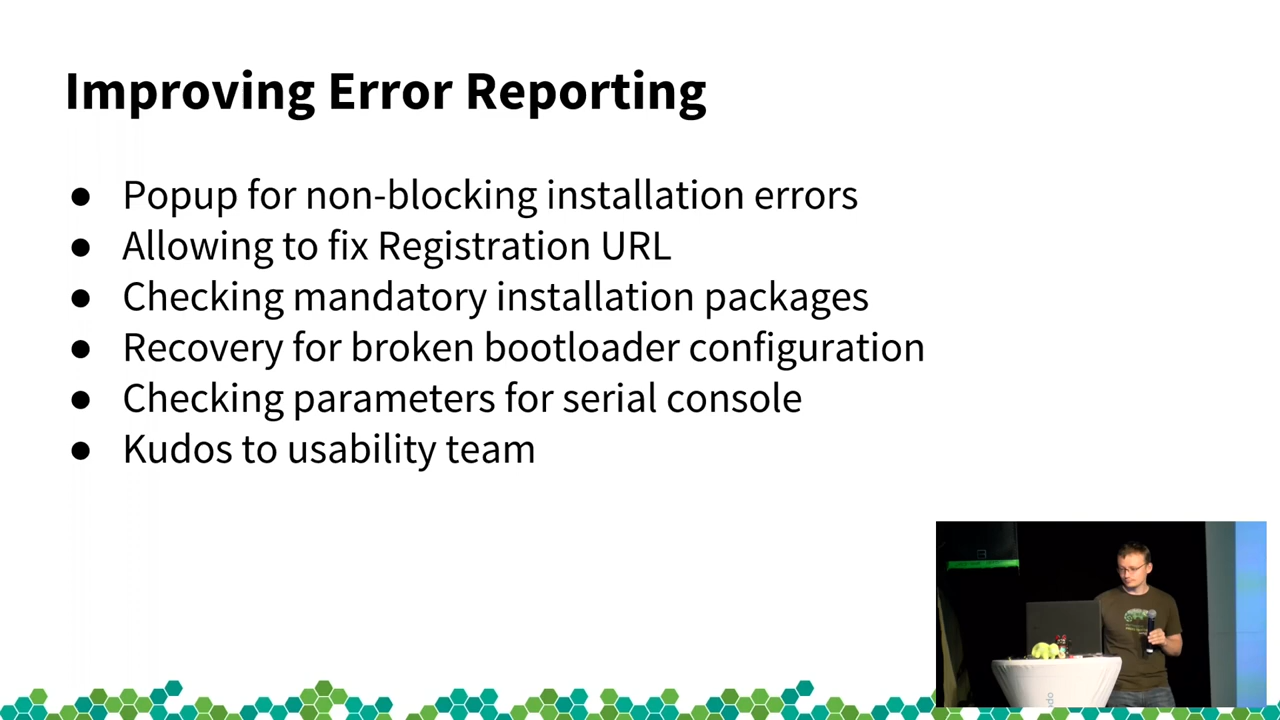 Improving Error Reporting
● Popup for non-blocking installation errors
● Allowing to fix Registration URL
● Checking mandatory installation packages
● Recovery for broken bootloader configuration
● Checking parameters for serial console
● Kudos to usability team